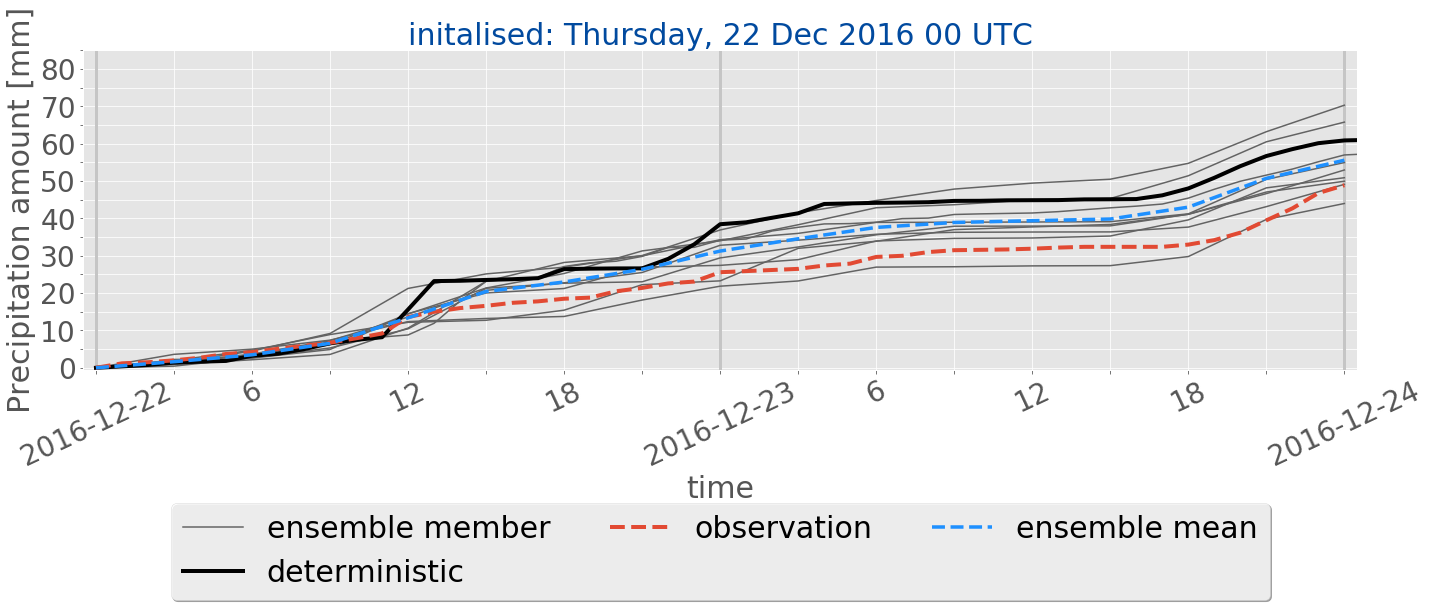 initalised: Thursday, 22 Dec 2016 00 UTC
Precipitation amount [mm]
80
70
60
50
40
30
20
10
0
2016-12-22
6
12
18
2016-12-23
6
12
18
2016-12-24
time
ensemble member
observation
ensemble mean
deterministic